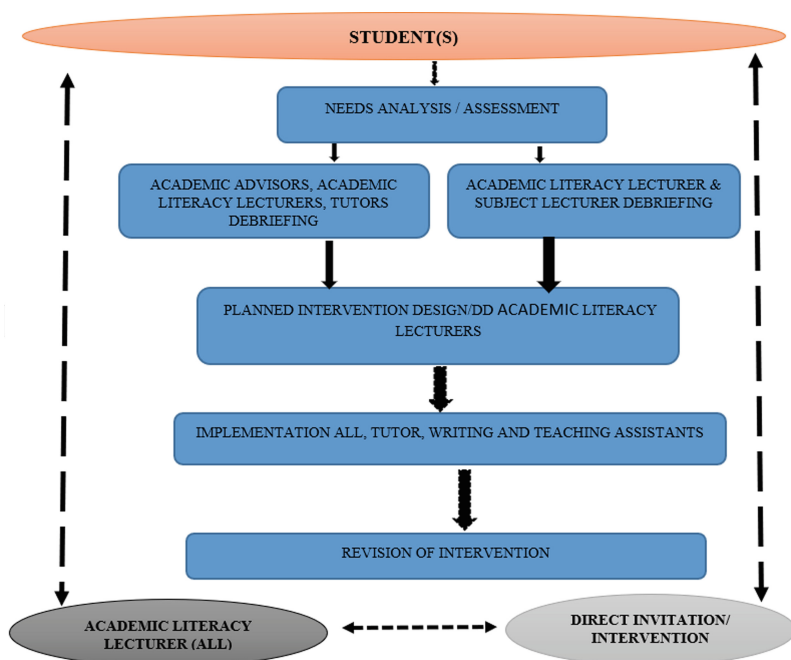 STUDENT(S)
NEEDS ANALYSIS / ASSESSMENT
ACADEMIC ADVISORS, ACADEMIC
LITERACY LECTURERS, TUTORS
DEBRIEFING
ACADEMIC LITERACY LECTURER &
SUBJECT LECTURER DEBRIEFING
PLANNED INTERVENTION DESIGN/DD ACADEMIC LITERACY
LECTURERS
IMPLEMENTATION ALL, TUTOR, WRITING AND TEACHING ASSISTANTS
REVISION OF INTERVENTION
ACADEMIC LITERACY
LECTURER (ALL)
DIRECT INVITATION/
INTERVENTION